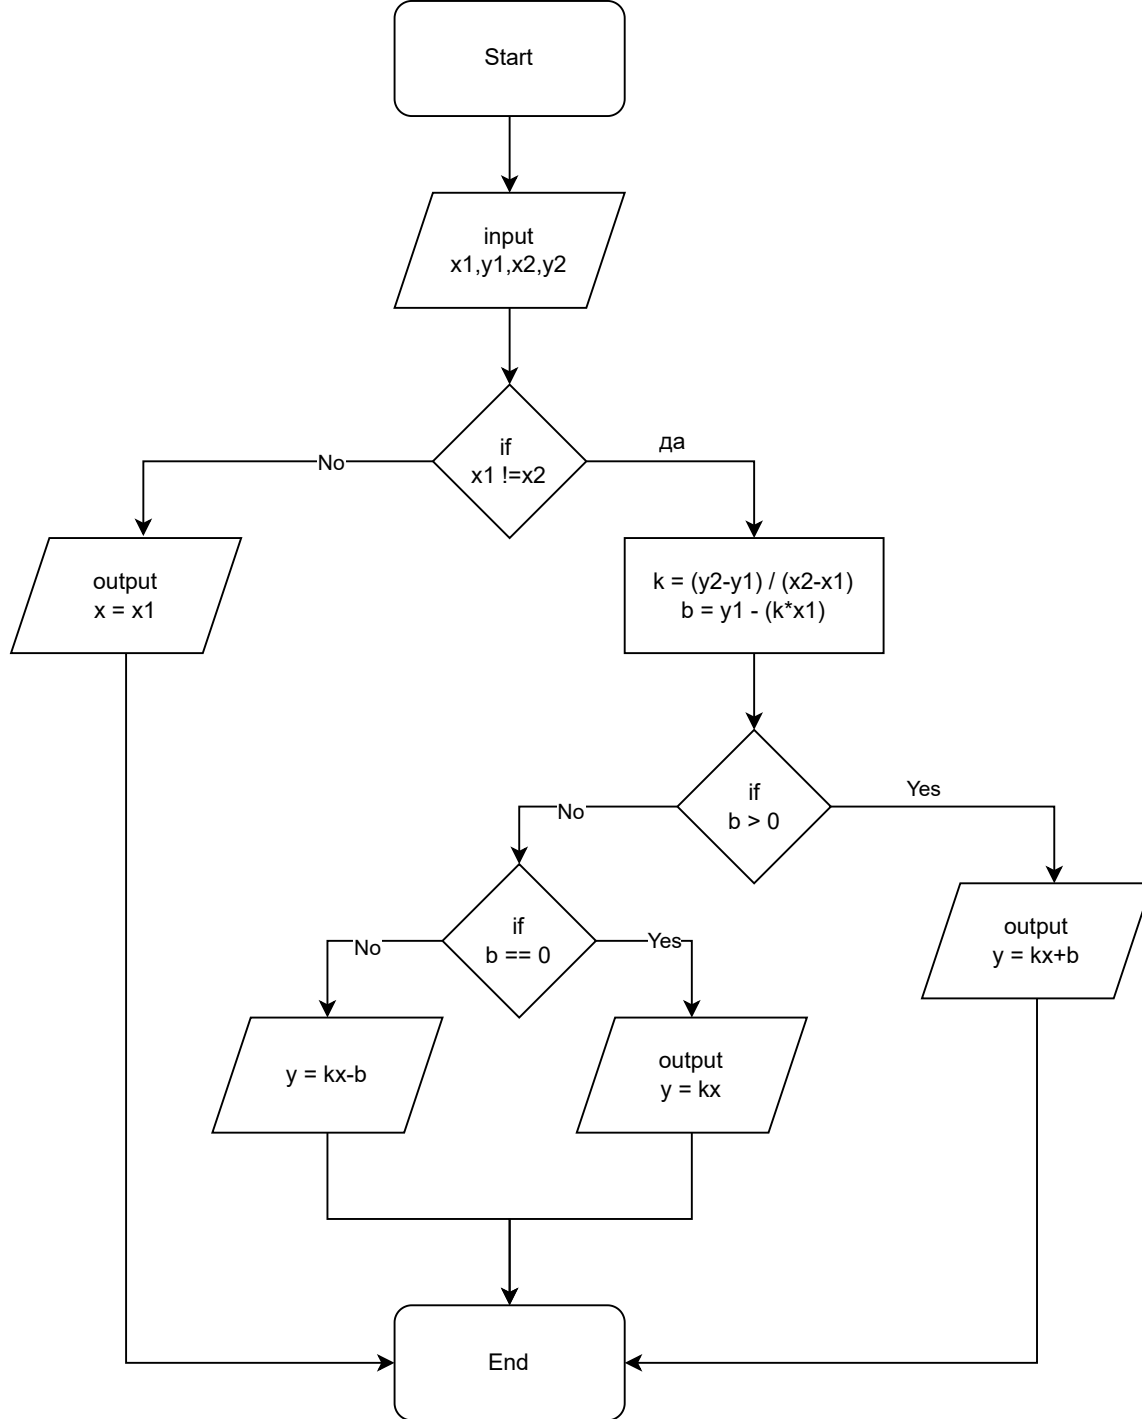 Start
input
x1,y1,x2,y2
if
x1 !=x2
No
да
output
x = x1
k = (y2-y1) / (x2-x1)
b = y1 - (k*x1)
if
b > 0
No
Yes
if
b == 0
No
Yes
output
y = kx+b
y = kx-b
output
y = kx
End